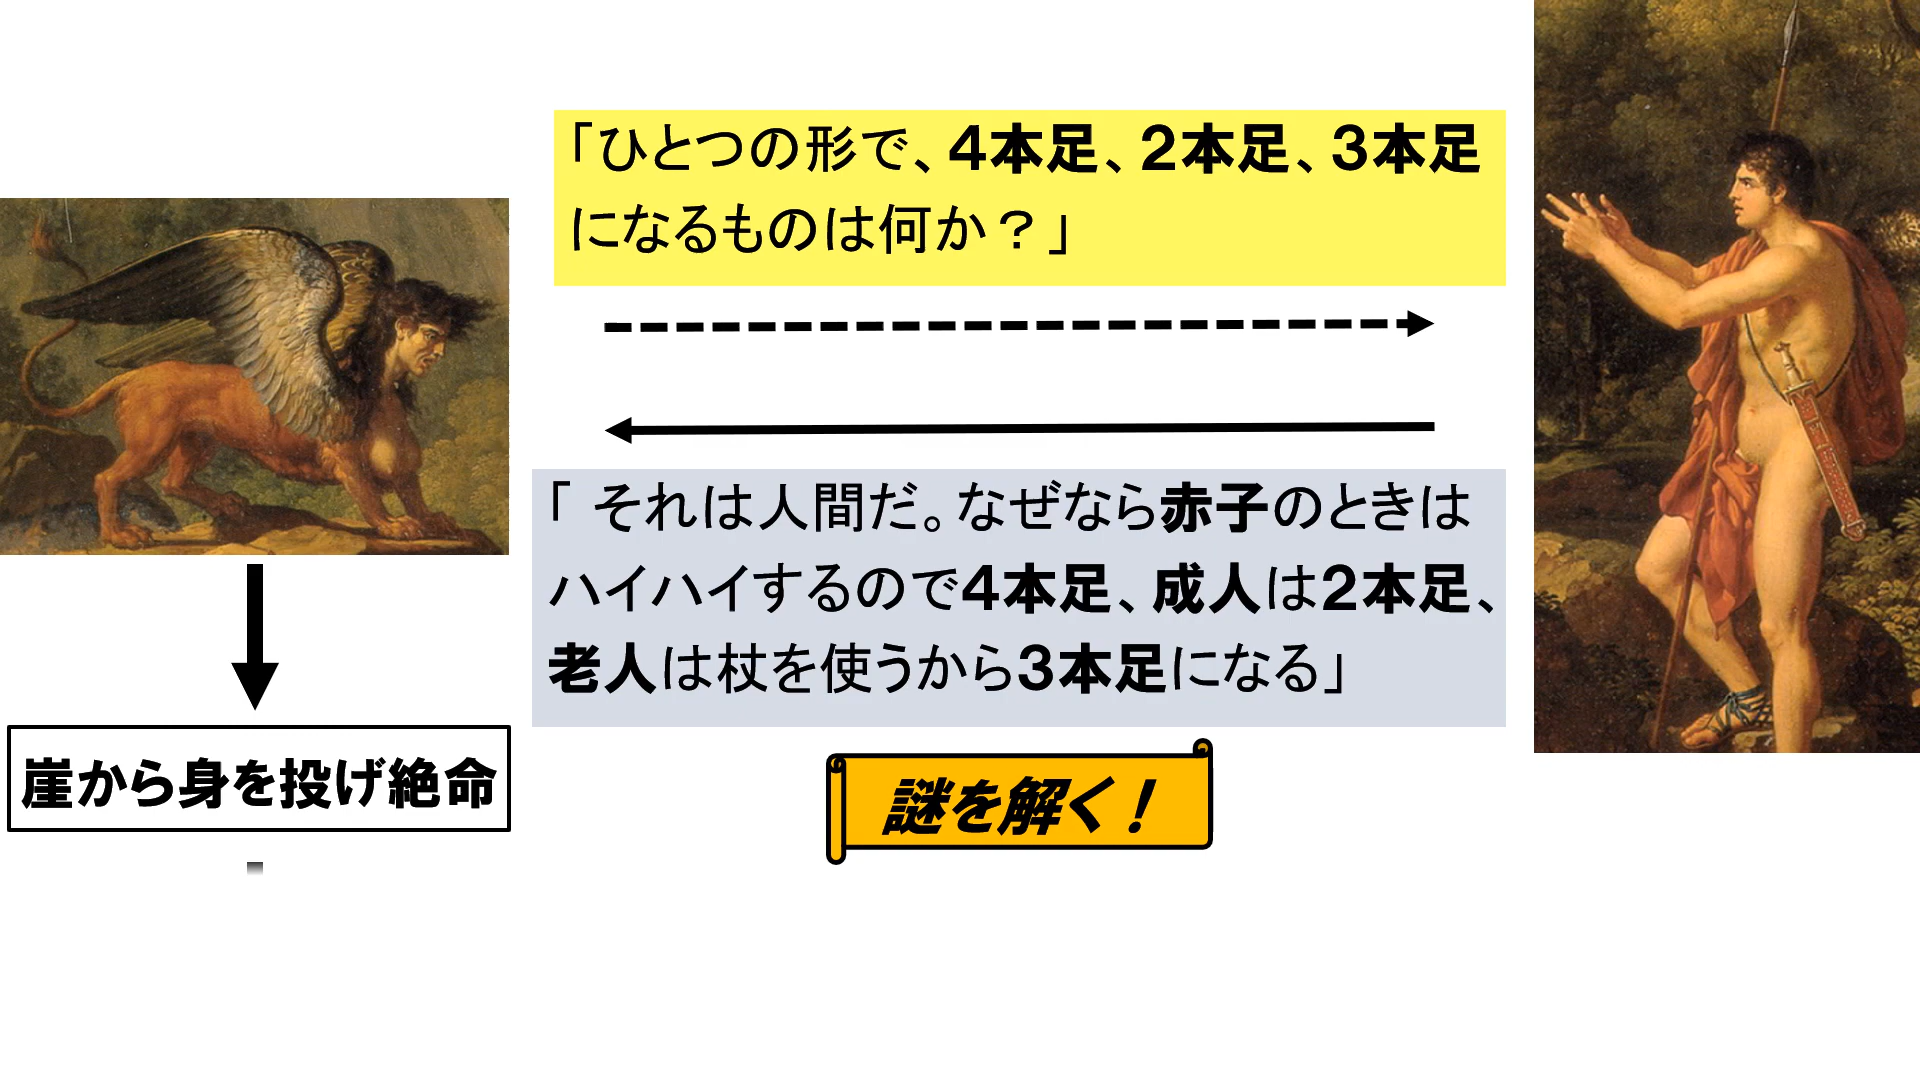 「ひとつの形で、４本足、２本足、３本足
になるものは何か？」
「 それは人間だ。なぜなら赤子のときは
ハイハイするので４本足、成人は２本足、
老人は杖を使うから３本足になる」
崖から身を投げ絶命
謎を解く！